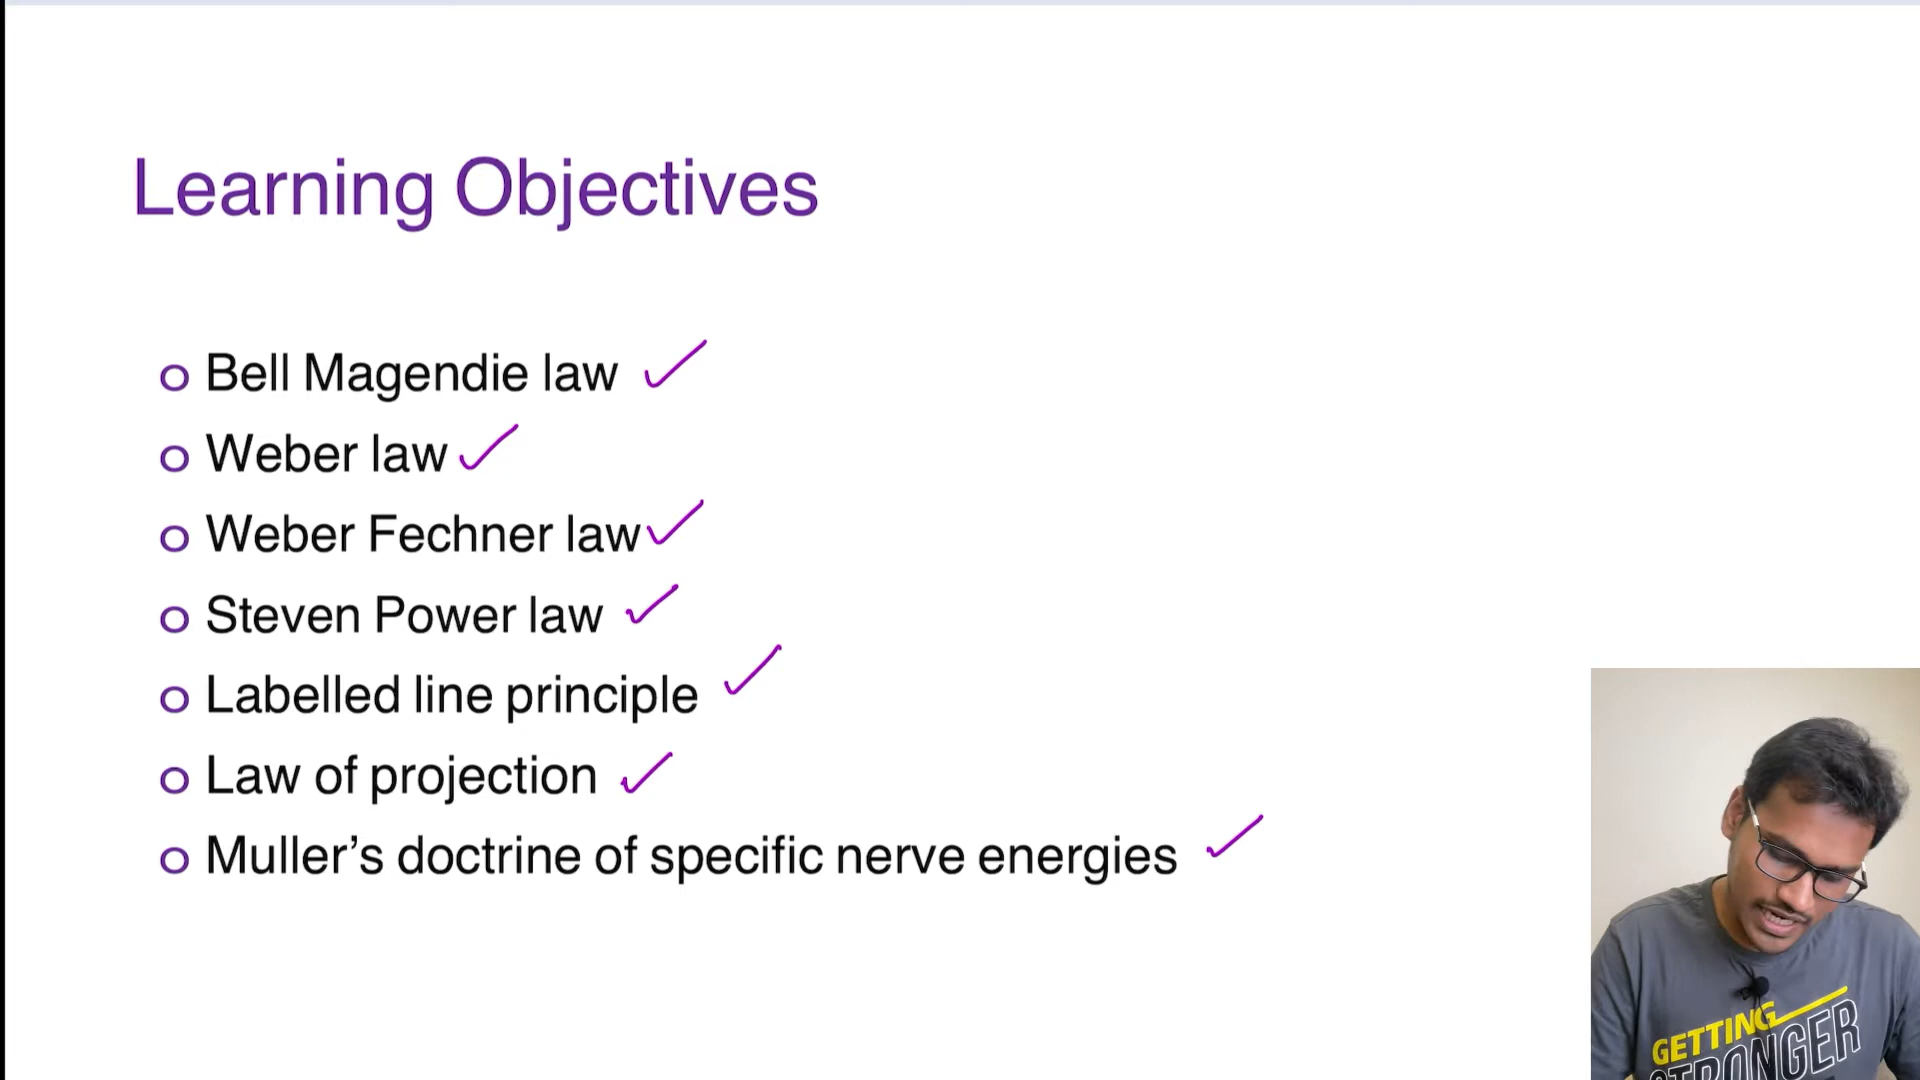 Learning Objectives
Bell Magendie law
Weber law
Weber Fechner law
Steven Power law
Labelled line principle
Law of projection
Muller’s doctrine of specific nerve energies
GETTING
STRONGER